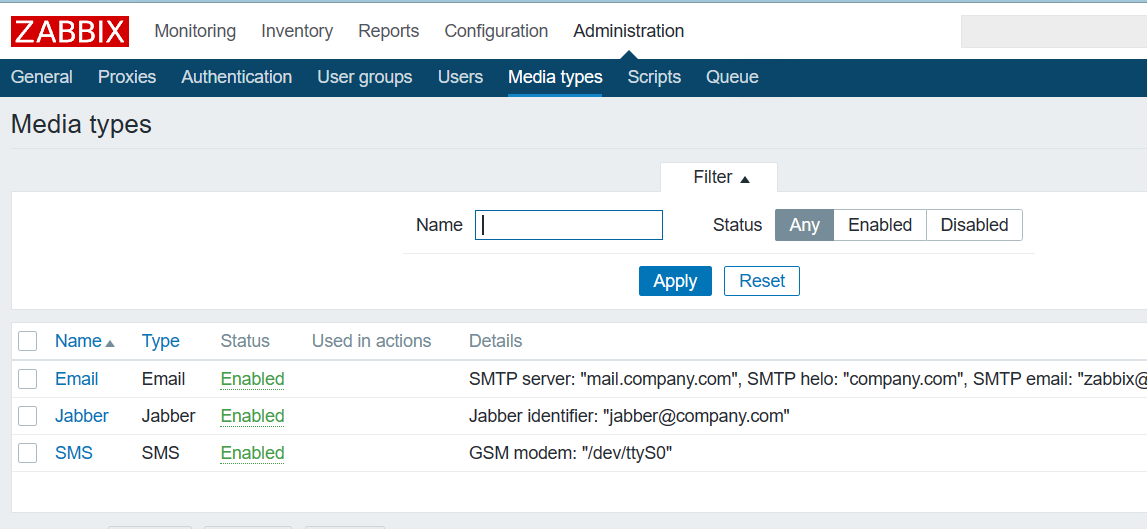 ZABBIX Monitoring Inventory Reports Configuration Administration
General Proxies Authentication User groups Users Media types Scripts Queue
Media types
Filter ▲
Name Status Any Enabled Disabled
Apply Reset
Name ▲ Type Status Used in actions Details
Email Email Enabled SMTP server: "mail.company.com", SMTP helo: "company.com", SMTP email: "zabbix@
Jabber Jabber Enabled Jabber identifier: "jabber@company.com"
SMS SMS Enabled GSM modem: "/dev/ttyS0"